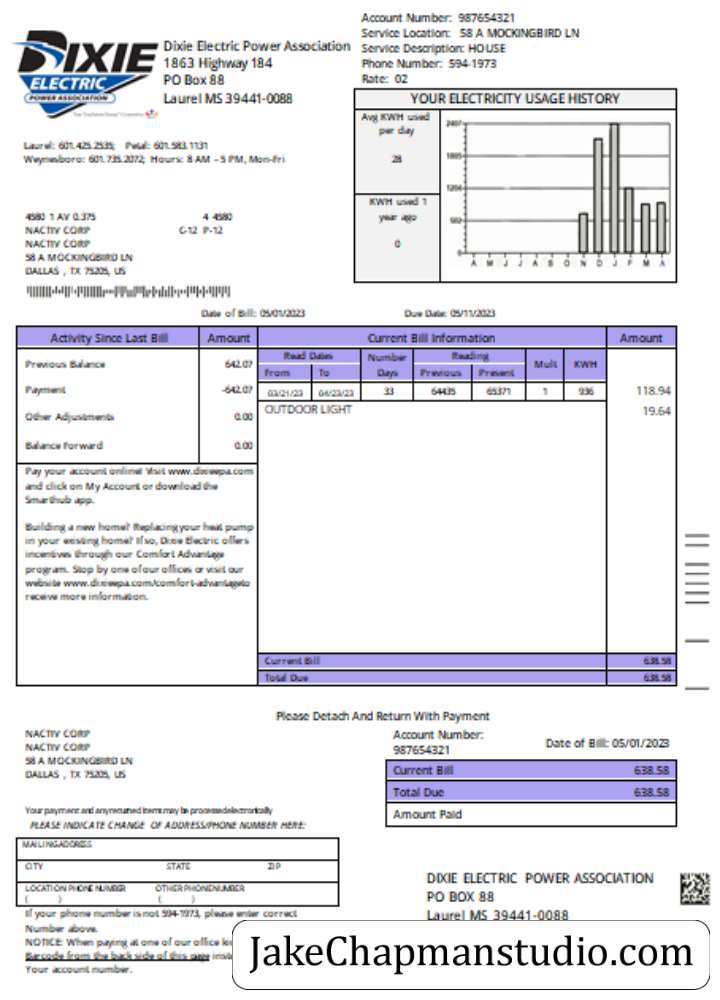 Account Number: 987654321
Service Location: 58 A MOCKINGBIRD LN
Service Description: HOUSE
Phone Number: 594-1973
Rate: 02
DIXIE
ELECTRIC
POWER ASSOCIATION
Dixie Electric Power Association
1863 Highway 184
PO Box 88
Laurel MS 39441-0088
Laurel: 601.425.2535; Petal: 601.583.1131
Waynesboro: 601.735.2072; Hours: 8 AM - 5 PM, Mon-Fri
YOUR ELECTRICITY USAGE HISTORY
Avg KWH used
per day
28
KWH used 1
year ago
0
2407
1805
1204
602
0
A M J J A S O N D J F M A
4580 1 AV 0.375 4 4580
NACTIV CORP C-12 P-12
NACTIV CORP
58 A MOCKINGBIRD LN
DALLAS , TX 75205, US
Date of Bill: 05/01/2023 Due Date: 05/11/2023
Activity Since Last Bill Amount
Previous Balance 642.07
Payment -642.07
Other Adjustments 0.00
Balance Forward 0.00
Current Bill Information Amount
Read Dates Number Reading Mult KWH
From To Days Previous Present
03/21/23 04/23/23 33 64435 65371 1 936 118.94
OUTDOOR LIGHT 19.64
Pay your account online! Visit www.dixieepa.com
and click on My Account or download the
Smarthub app.
Building a new home? Replacing your heat pump
in your existing home? If so, Dixie Electric offers
incentives through our Comfort Advantage
program. Stop by one of our offices or visit our
website www.dixieepa.com/comfort-advantageto
receive more information.
Current Bill 638.58
Total Due 638.58
Please Detach And Return With Payment
NACTIV CORP
NACTIV CORP
58 A MOCKINGBIRD LN
DALLAS , TX 75205, US
Account Number:
987654321
Date of Bill: 05/01/2023
Current Bill 638.58
Total Due 638.58
Amount Paid
Your payment and any returned items may be processed electronically
PLEASE INDICATE CHANGE OF ADDRESS/PHONE NUMBER HERE:
MAILING ADDRESS
CITY STATE ZIP
LOCATION PHONE NUMBER OTHER PHONE NUMBER
( ) ( )
DIXIE ELECTRIC POWER ASSOCIATION
PO BOX 88
Laurel MS 39441-0088
If your phone number is not 594-1973, please enter correct
Number above.
NOTICE: When paying at one of our office
Barcode from the back side of this page
Your account number.
JakeChapmanstudio.com